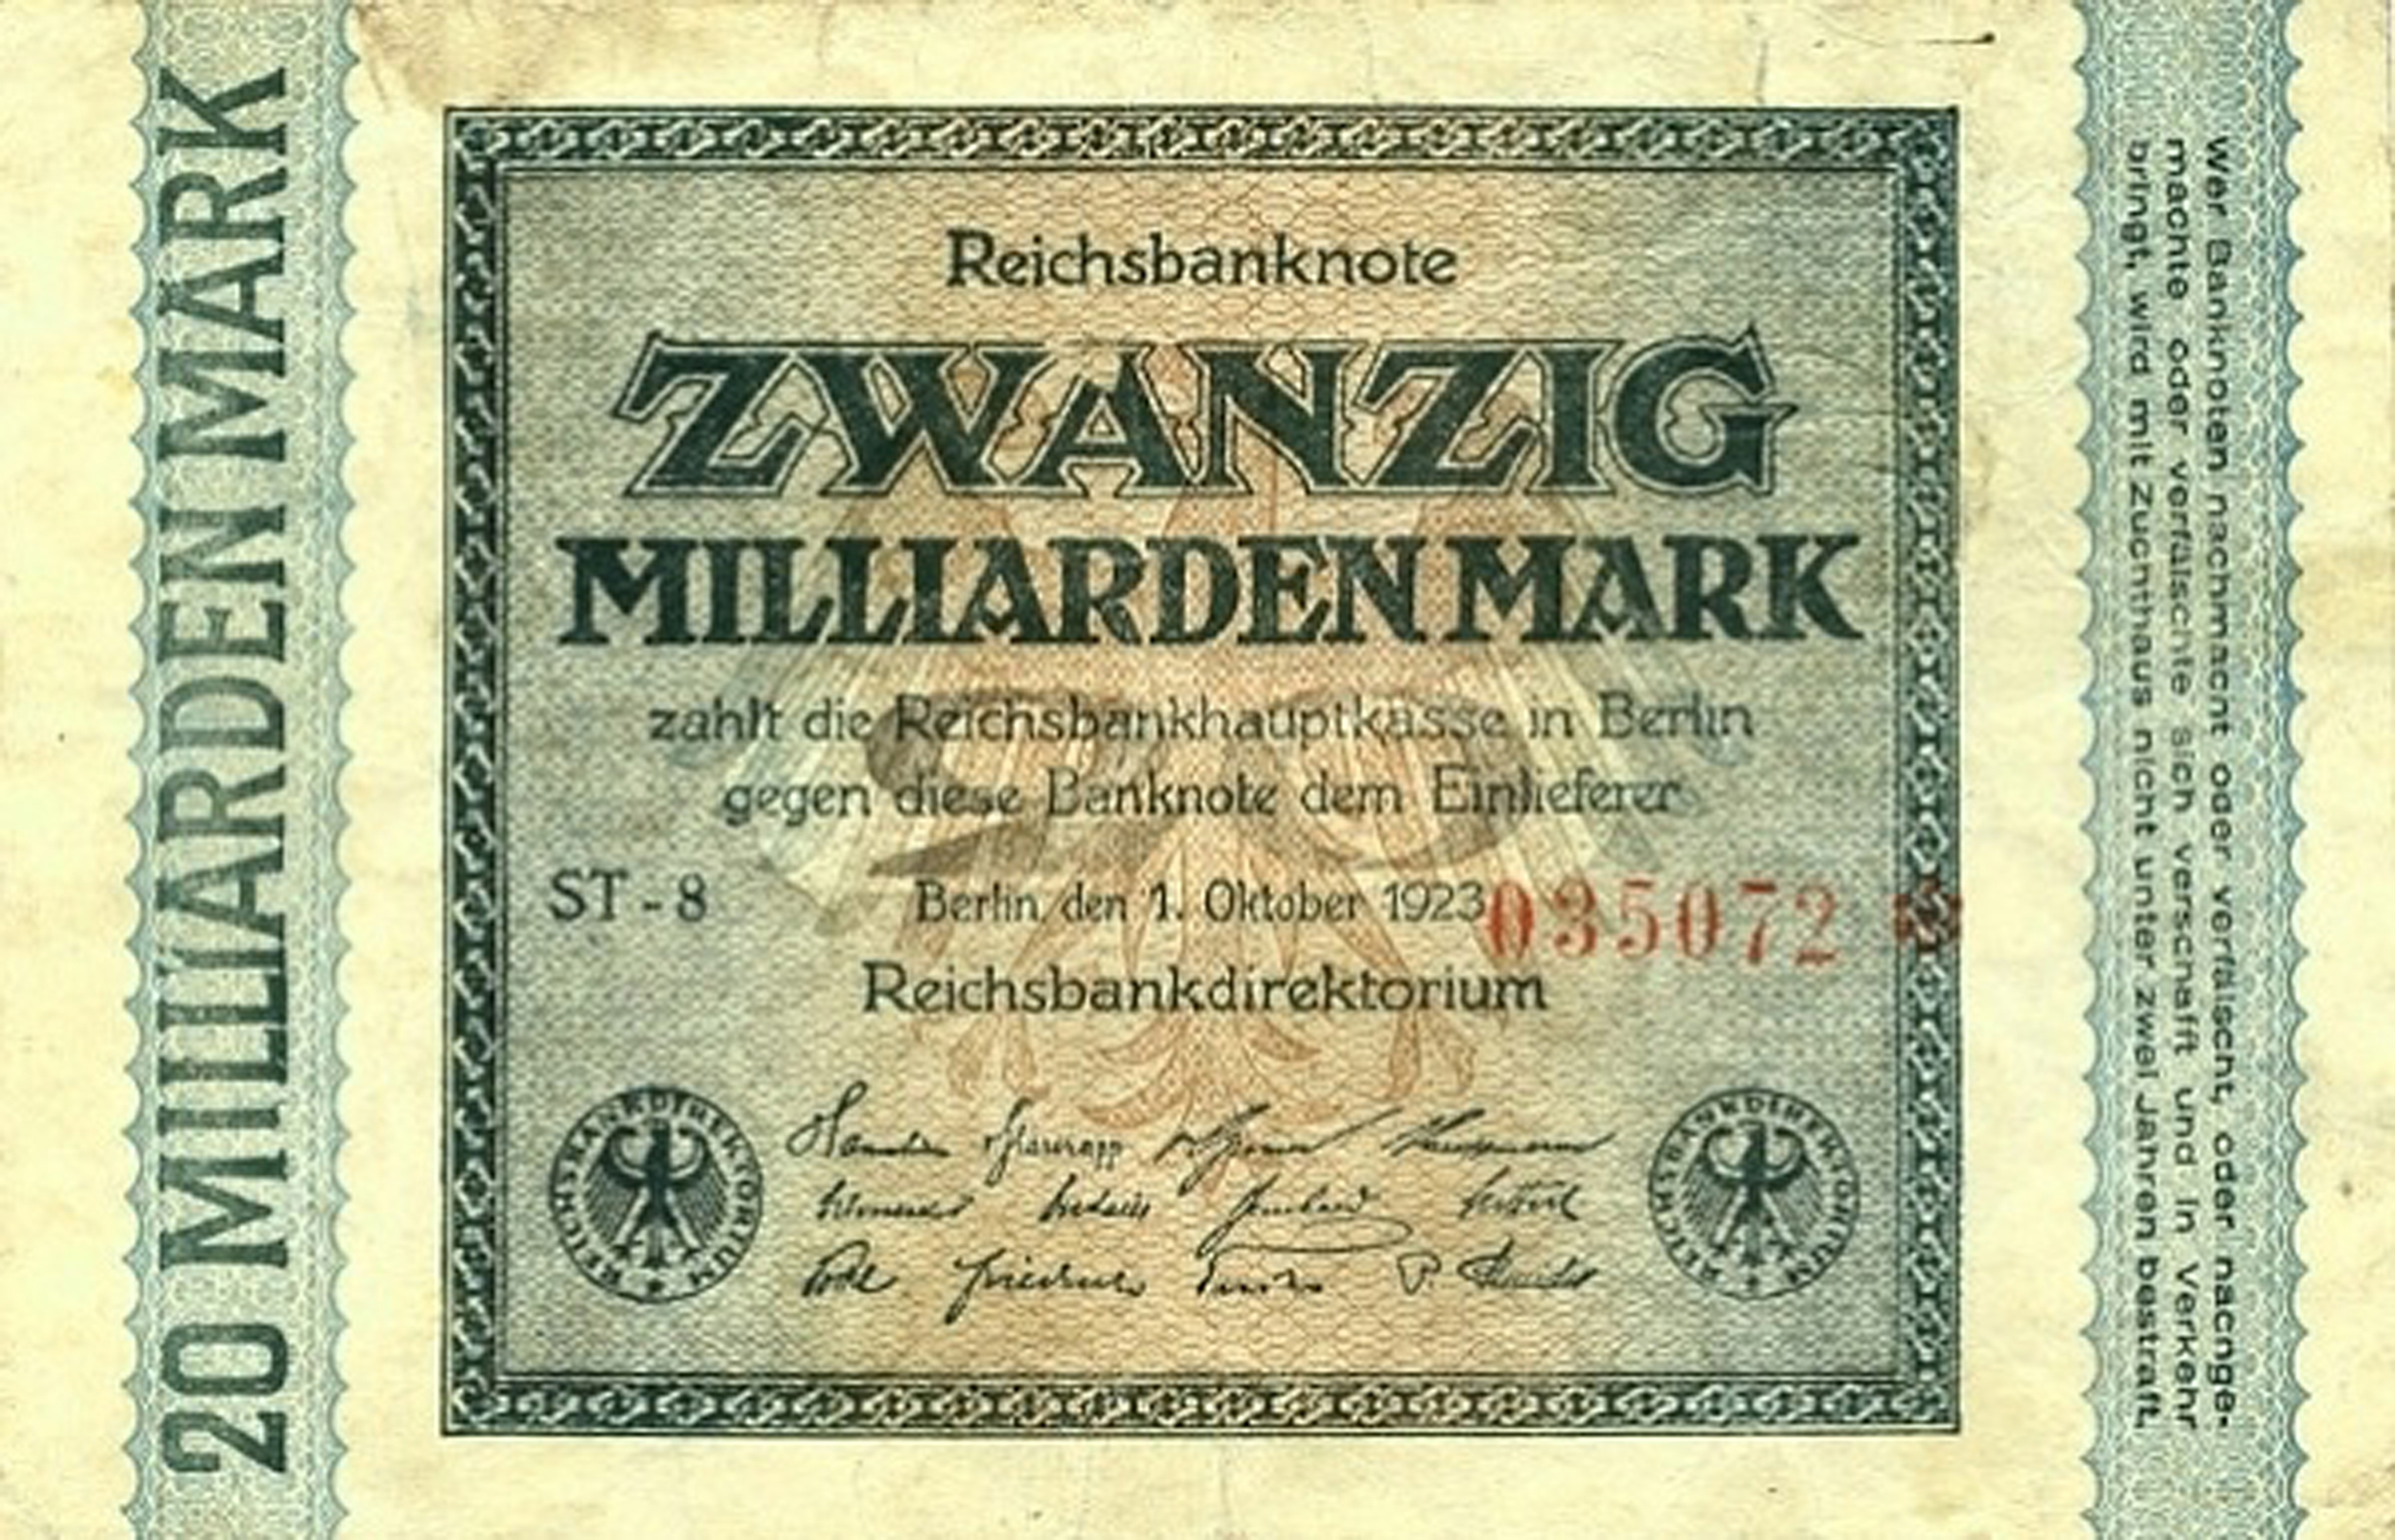 20 MILLIARDEN MARK
Reichsbanknote
ZWANZIG
MILLIARDEN MARK
zahlt die Reichsbankhauptkasse in Berlin
gegen diese Banknote dem Einlieferer
ST-8
Berlin, den 1. Oktober 1923
035072
Reichsbankdirektorium
REICHSBANKDIREKTORIUM
REICHSBANKDIREKTORIUM
20
Wer Banknoten nachmacht oder verfälscht, oder nachge-
machte oder verfälschte sich verschafft und in Verkehr
bringt, wird mit Zuchthaus nicht unter zwei Jahren bestraft.